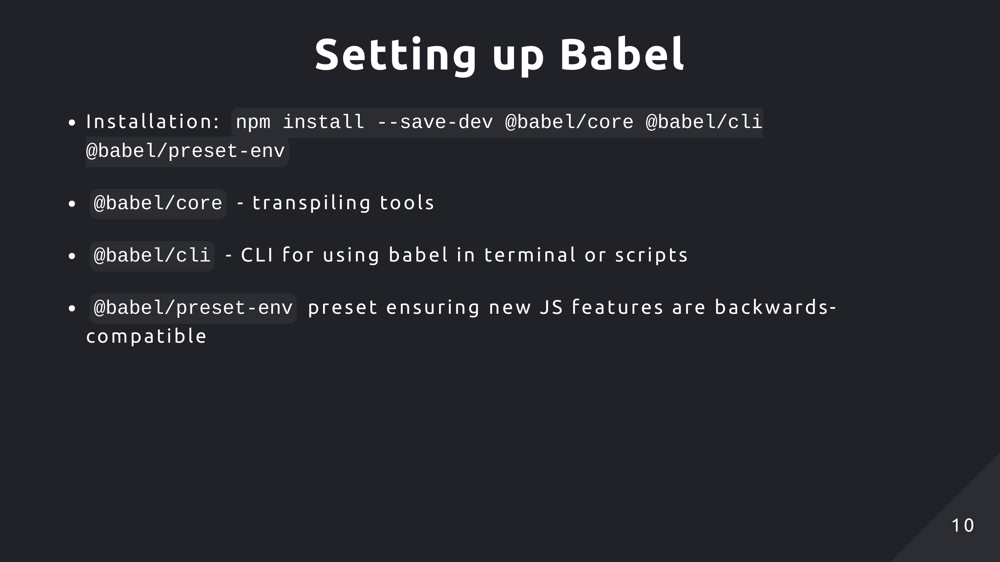 Setting up Babel
• Installation: npm install --save-dev @babel/core @babel/cli
@babel/preset-env
• @babel/core - transpiling tools
• @babel/cli - CLI for using babel in terminal or scripts
• @babel/preset-env preset ensuring new JS features are backwards-
compatible
10